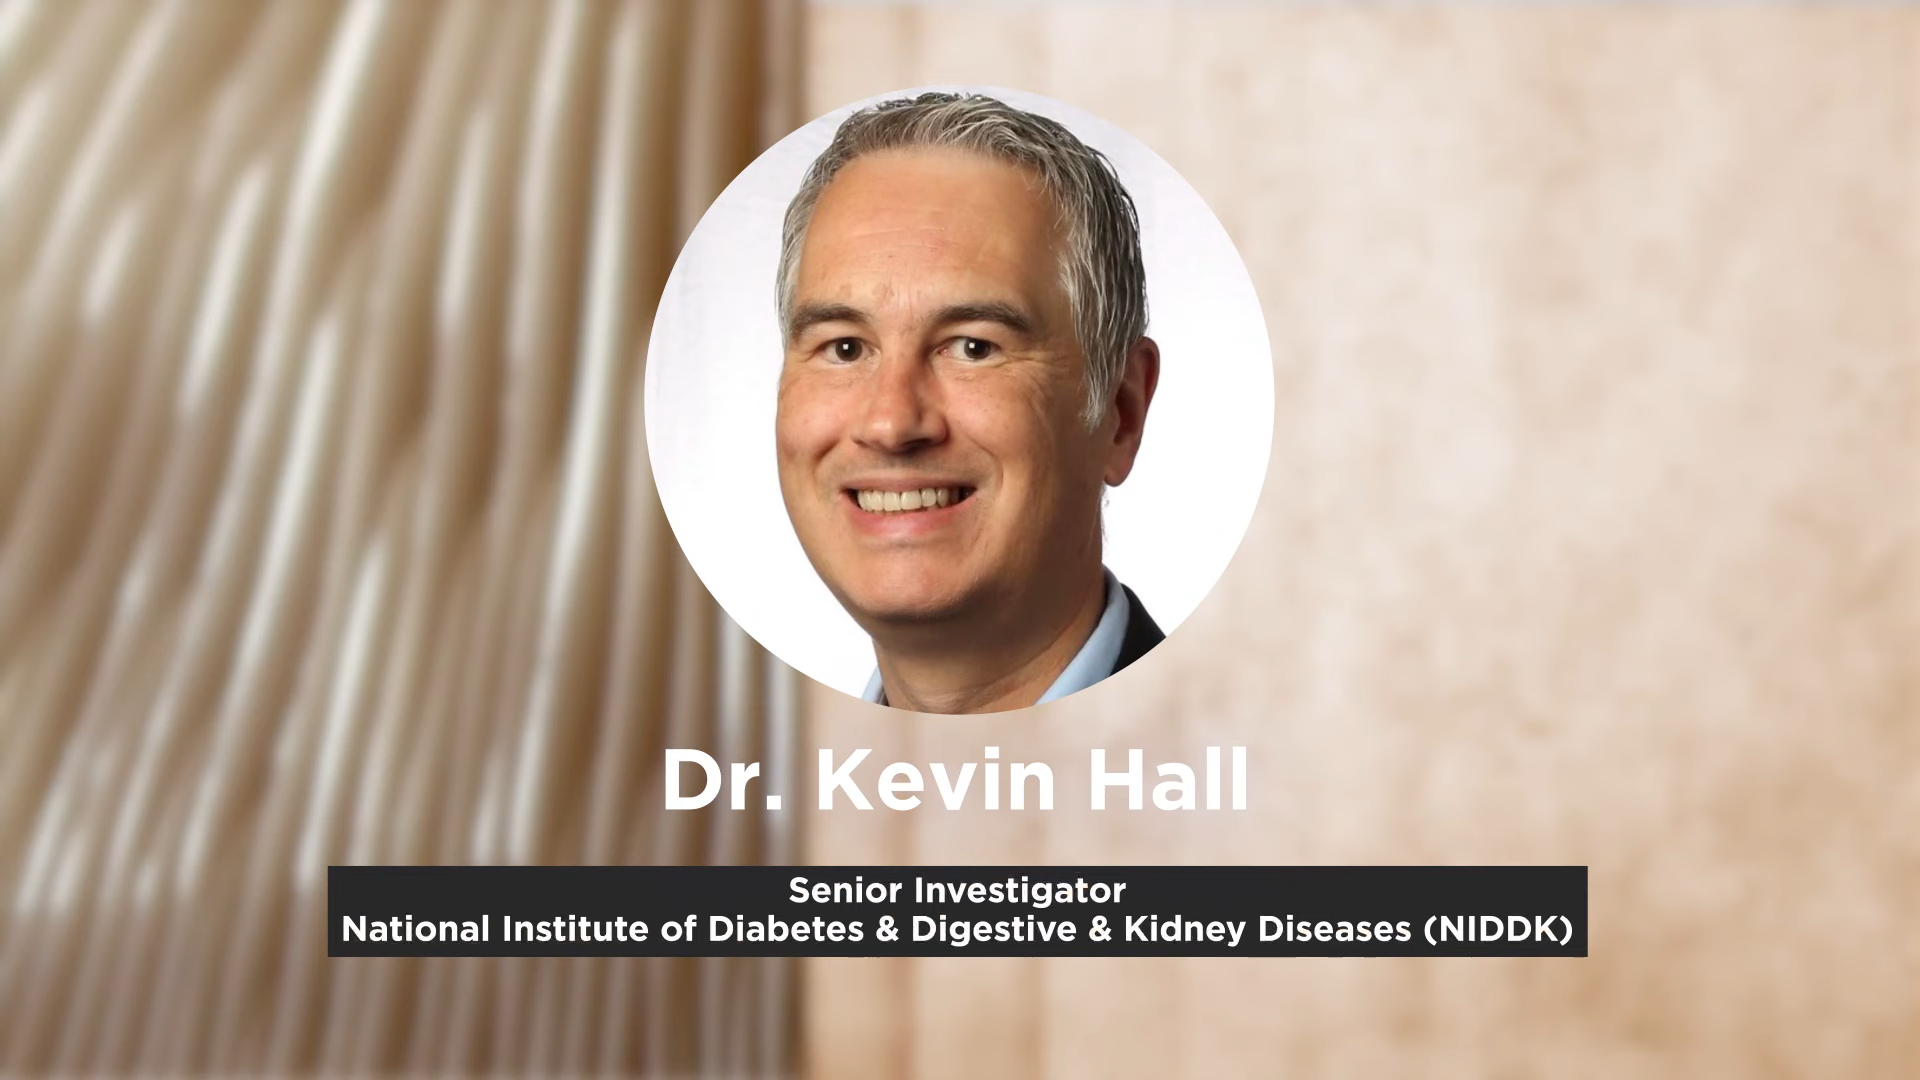 Dr. Kevin Hall
Senior Investigator
National Institute of Diabetes & Digestive & Kidney Diseases (NIDDK)